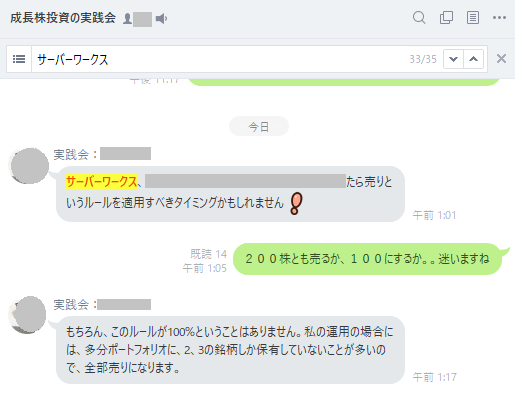 成長株投資の実践会
サーバーワークス 33/35
午後 11:17
今日
実践会：
サーバーワークス、 たら売りと
いうルールを適用すべきタイミングかもしれません
午前 1:01
既読 14
午前 1:05
２００株とも売るか、１００にするか。。迷いますね
実践会：
もちろん、このルールが100%ということはありません。私の運用の場合に
は、多分ポートフォリオに、2、3の銘柄しか保有していないことが多いの
で、全部売りになります。
午前 1:17